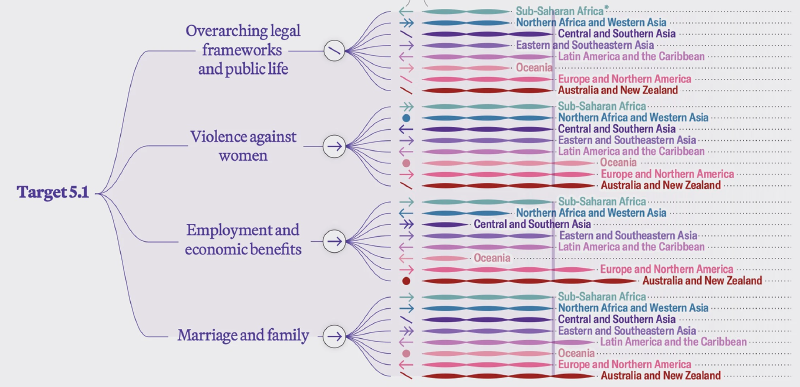 Sub-Saharan Africa*
Northern Africa and Western Asia
Central and Southern Asia
Eastern and Southeastern Asia
Latin America and the Caribbean
Oceania
Europe and Northern America
Australia and New Zealand
Overarching legal
frameworks
and public life
Sub-Saharan Africa
Northern Africa and Western Asia
Central and Southern Asia
Eastern and Southeastern Asia
Latin America and the Caribbean
Oceania
Europe and Northern America
Australia and New Zealand
Violence against
women
Target 5.1
Sub-Saharan Africa
Northern Africa and Western Asia
Central and Southern Asia
Eastern and Southeastern Asia
Latin America and the Caribbean
Oceania
Europe and Northern America
Australia and New Zealand
Employment and
economic benefits
Sub-Saharan Africa
Northern Africa and Western Asia
Central and Southern Asia
Eastern and Southeastern Asia
Latin America and the Caribbean
Oceania
Europe and Northern America
Australia and New Zealand
Marriage and family